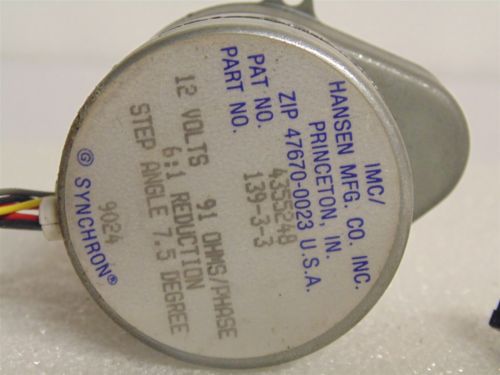 IMC/
HANSEN MFG. CO. INC.
PRINCETON, IN.
ZIP 47670-0023 U.S.A.
PAT NO. 4355248
PART NO. 139-3-3
12 VOLTS 91 OHMS/PHASE
6:1 REDUCTION
STEP ANGLE 7.5 DEGREE
9024
G SYNCHRON®